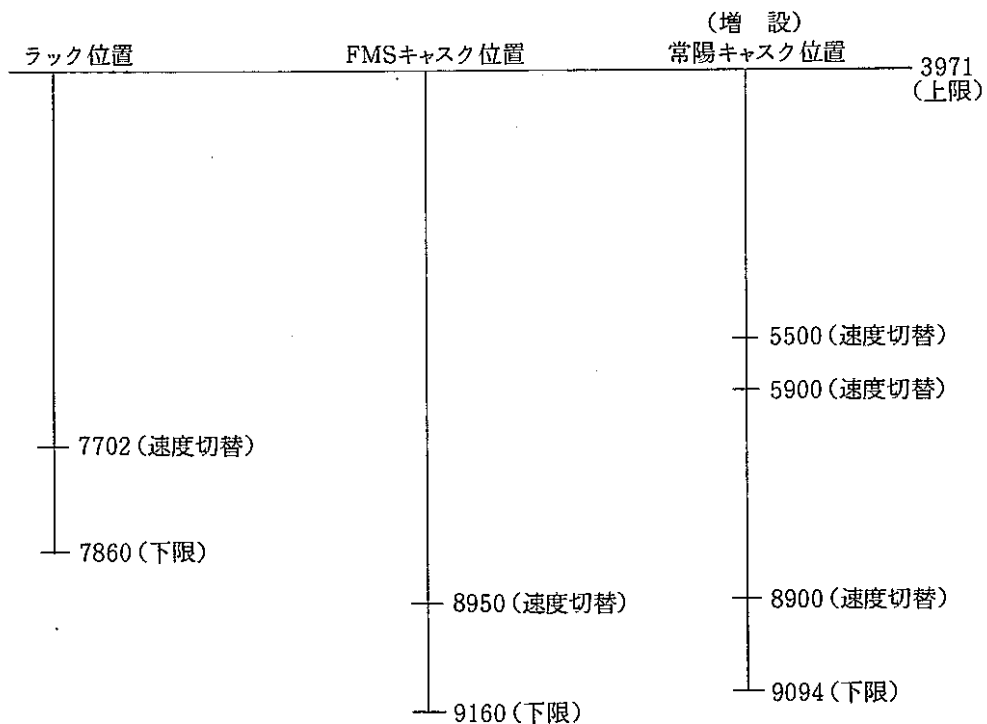 (増 設)
ラック位置 FMSキャスク位置 常陽キャスク位置
3971
(上限)
5500(速度切替)
5900(速度切替)
7702(速度切替)
7860(下限)
8950(速度切替)
8900(速度切替)
9094(下限)
9160(下限)